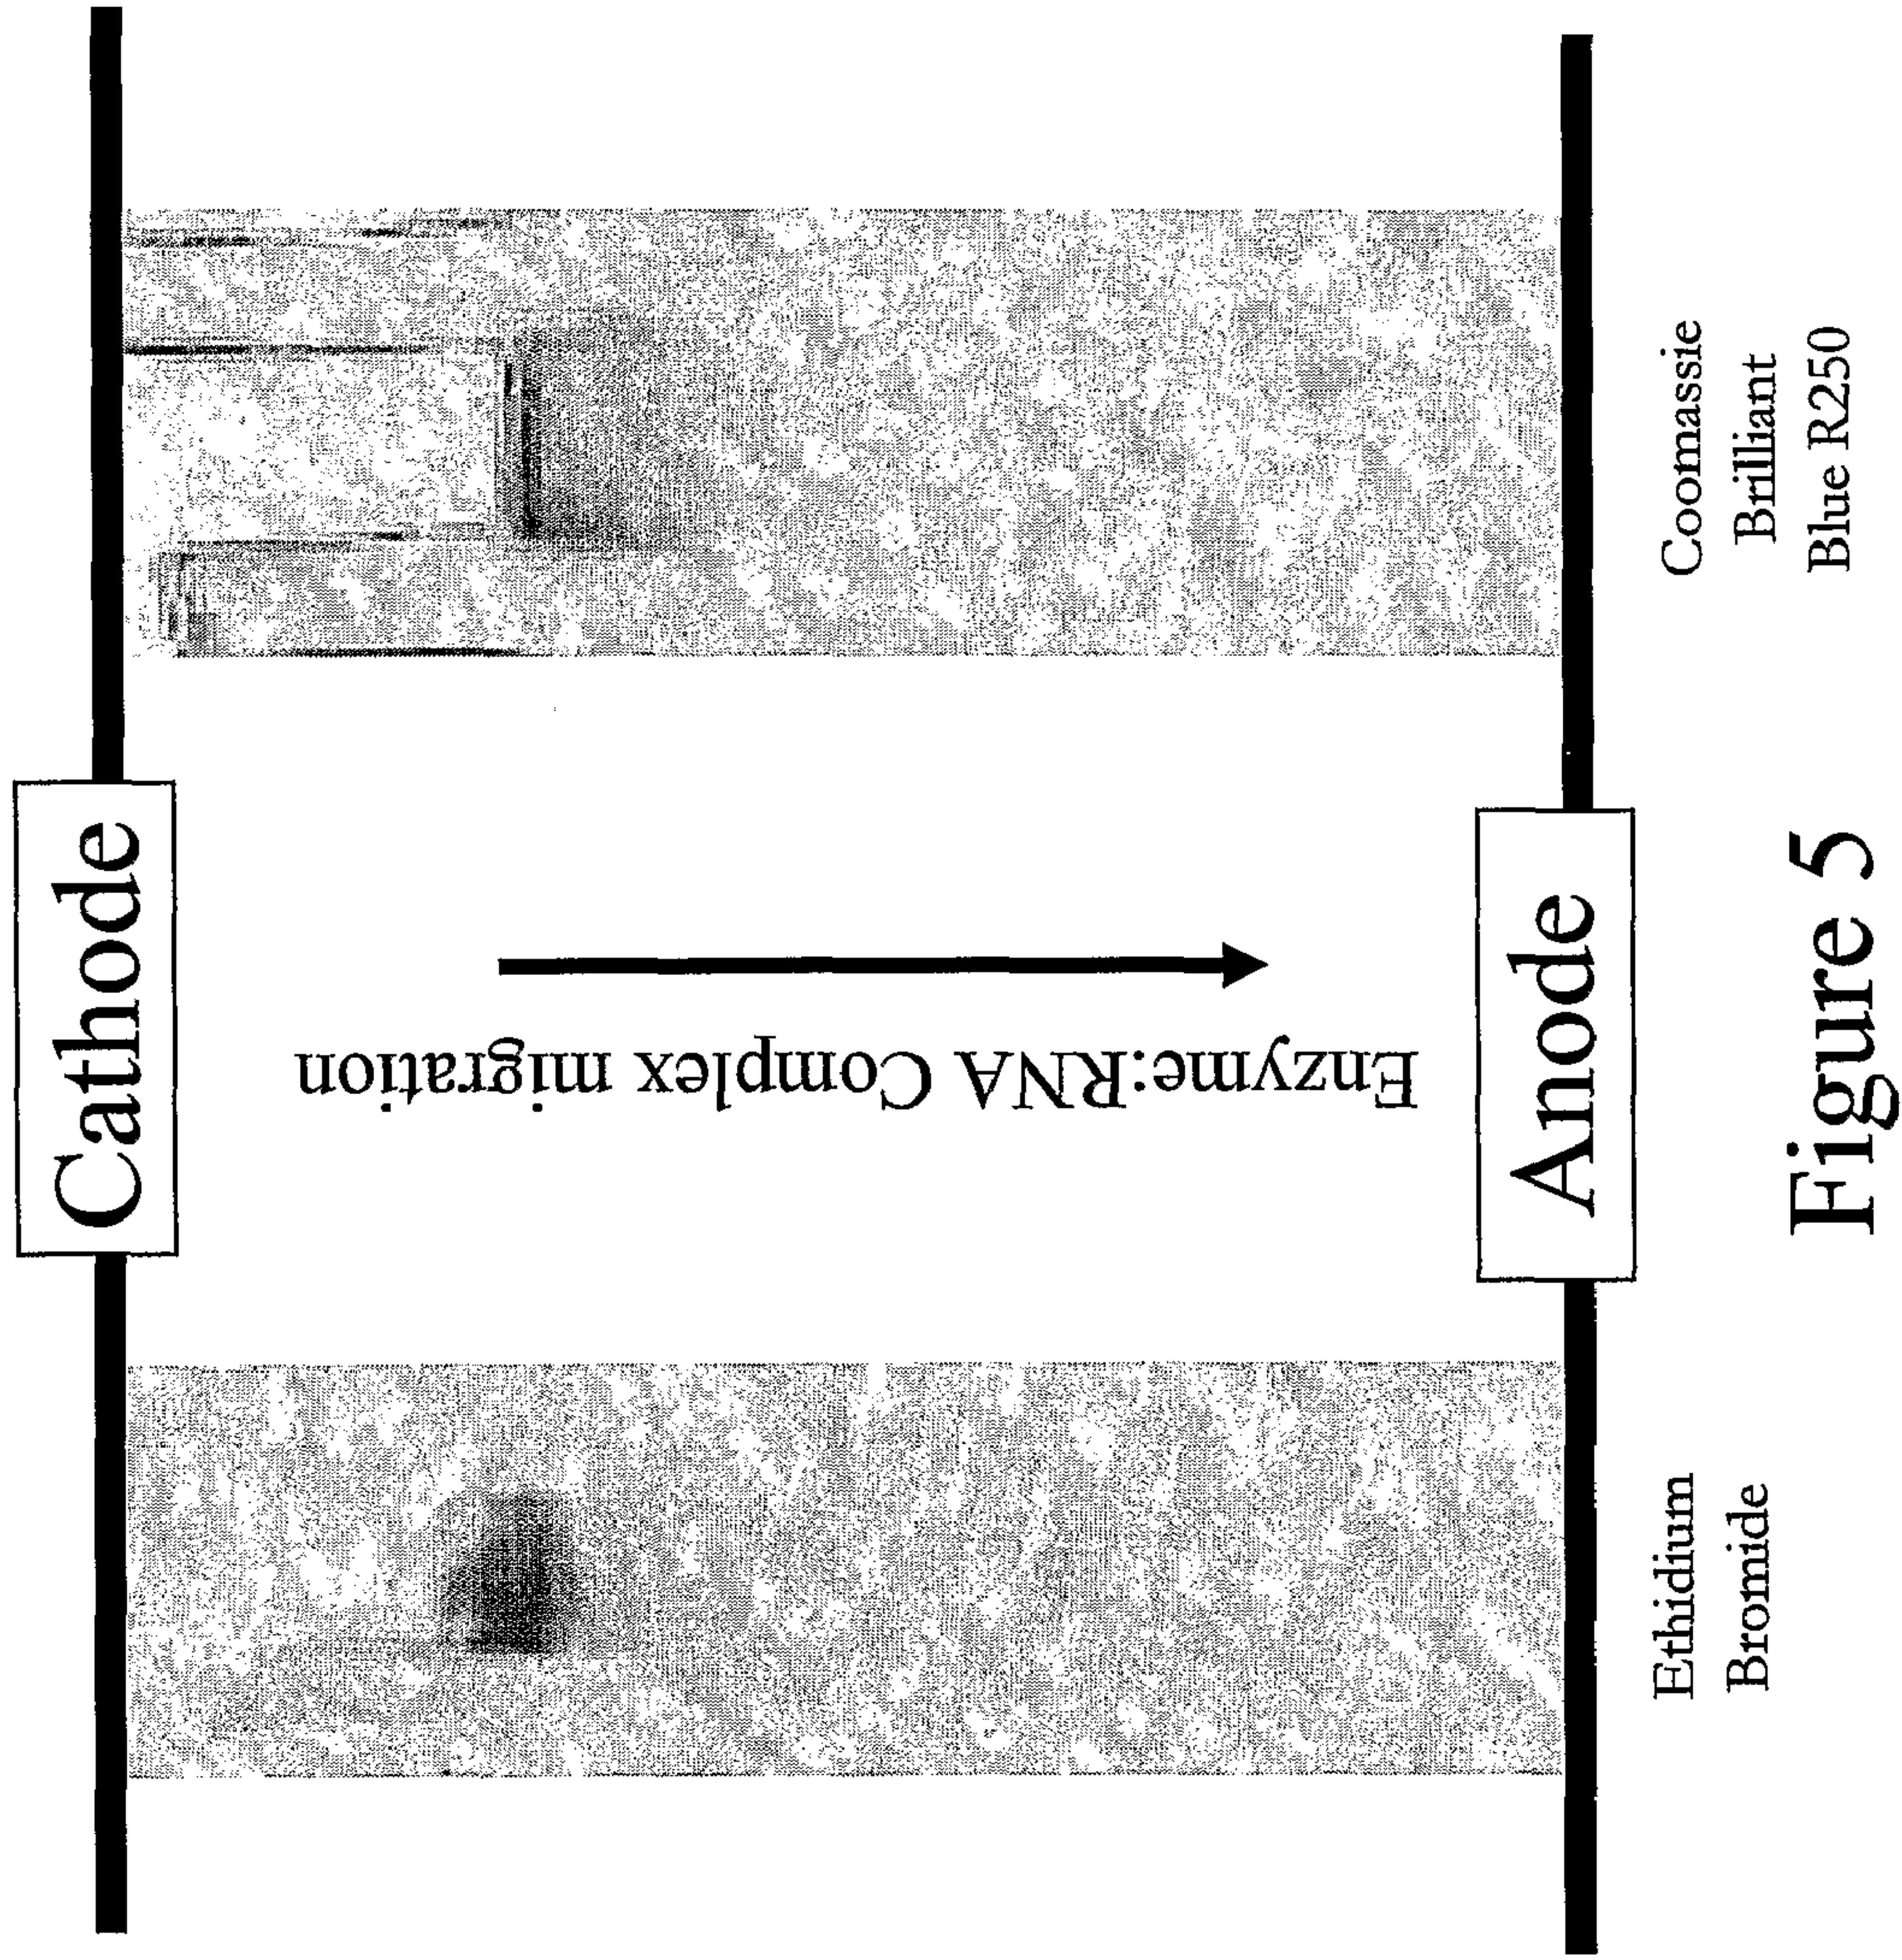 Cathode
Enzyme:RNA Complex migration
Anode
Ethidium
Bromide
Coomassie
Brilliant
Blue R250
Figure 5